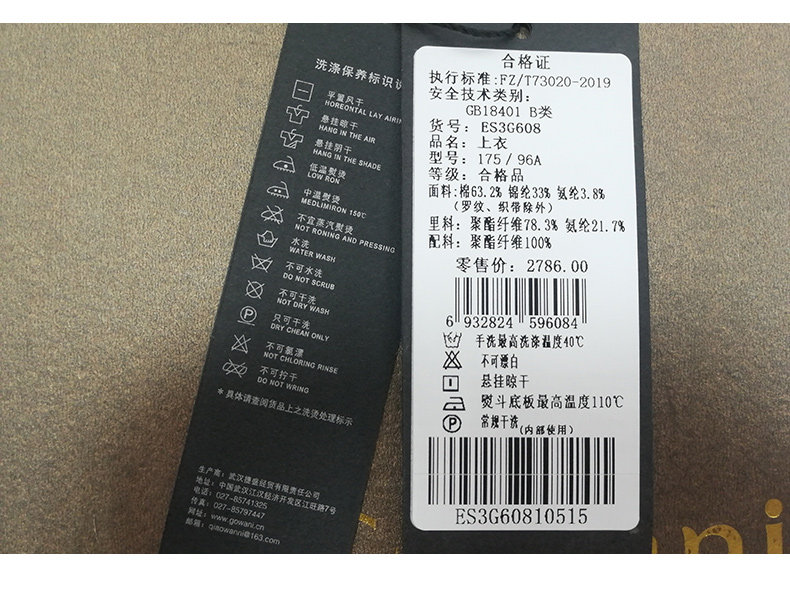 洗涤保养标识说
平置风干
HOREONTAL LAY AIRIN
悬挂晾干
HANG IN THE AIR
悬挂阴干
HANG IN THE SHADE
低温熨烫
LOW RON
中温熨烫
MEDLIMIRON 150℃
不宜蒸汽熨烫
NOT RONING AND PRESSING
水洗
WATER WASH
不可水洗
DO NOT SCRUB
不可干洗
NOT DRY WASH
只可干洗
DRY CHEAN ONLY
不可氯漂
NOT CHLORING RINSE
不可拧干
DO NOT WRING
*具体请查阅货品上之洗烫处理标示
生产商：武汉捷盛经贸有限责任公司
地址：中国武汉江汉经济开发区江旺路7号
电话：027-85741325
传真：027-85797447
网址：www.gowani.cn
邮箱：qiaowanni@163.com
合格证
执行标准:FZ/T73020-2019
安全技术类别：
GB18401 B类
货号：ES3G608
品名：上衣
型号：175/96A
等级：合格品
面料:棉63.2% 锦纶33% 氨纶3.8%
（罗纹、织带除外）
里料：聚酯纤维78.3% 氨纶21.7%
配料：聚酯纤维100%
零售价：2786.00
6 932824 596084
手洗最高洗涤温度40℃
不可漂白
悬挂晾干
熨斗底板最高温度110℃
常规干洗(内部使用)
ES3G60810515
ni